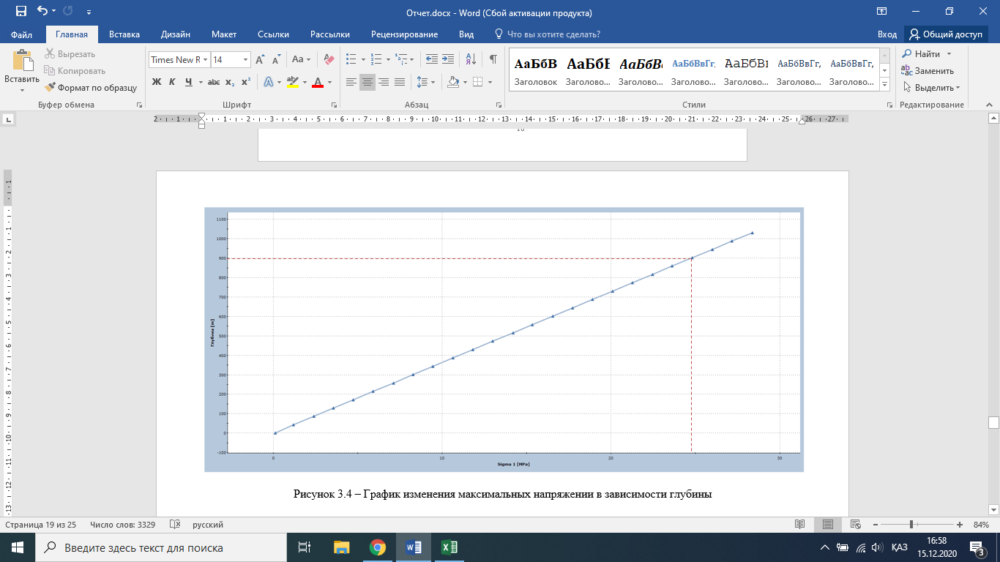 Отчет.docx - Word (Сбой активации продукта)
Файл Главная Вставка Дизайн Макет Ссылки Рассылки Рецензирование Вид Что вы хотите сделать? Вход Общий доступ
Вставить
Вырезать
Копировать
Формат по образцу
Буфер обмена
Times New R 14 Aa
Ж К Ч abc x₂ x²
Шрифт
Абзац
АаБбВ АаБбЕ АаБбВ АаБбВвГг, АаБбВı АаБбВвГг, АаБбВвГг,
Заголовок Заголово... Заголово... Заголово... Заголово... Заголово... Заголово...
Стили
Найти
Заменить
Выделить
Редактирование
2 1 1 2 3 4 5 6 7 8 9 10 11 12 13 14 15 16 17 18 19 20 21 22 23 24 25 26 27
1100
1000
900
800
700
600
500
400
300
200
100
0
-100
Глубина [m]
0 10 20 30
Sigma 1 [MPa]
Рисунок 3.4 – График изменения максимальных напряжении в зависимости глубины
Страница 19 из 25 Число слов: 3329 русский 84%
Введите здесь текст для поиска
ҚАЗ
16:58
15.12.2020
3